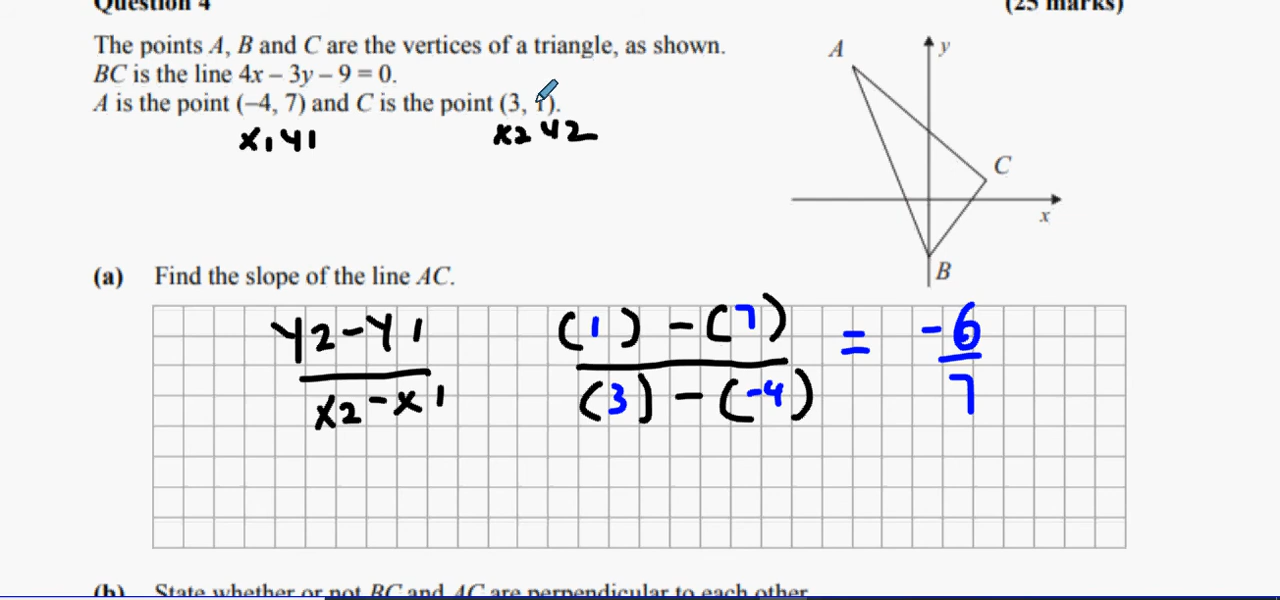 Question 4 (25 marks)
The points A, B and C are the vertices of a triangle, as shown.
BC is the line 4x – 3y – 9 = 0.
A is the point (–4, 7) and C is the point (3, 1).
x1 y1 x2 y2
A
y
C
x
B
(a) Find the slope of the line AC.
y2-y1 (1) - (7) = -6
x2-x1 (3) - (-4) 7
(b) State whether or not BC and AC are perpendicular to each other